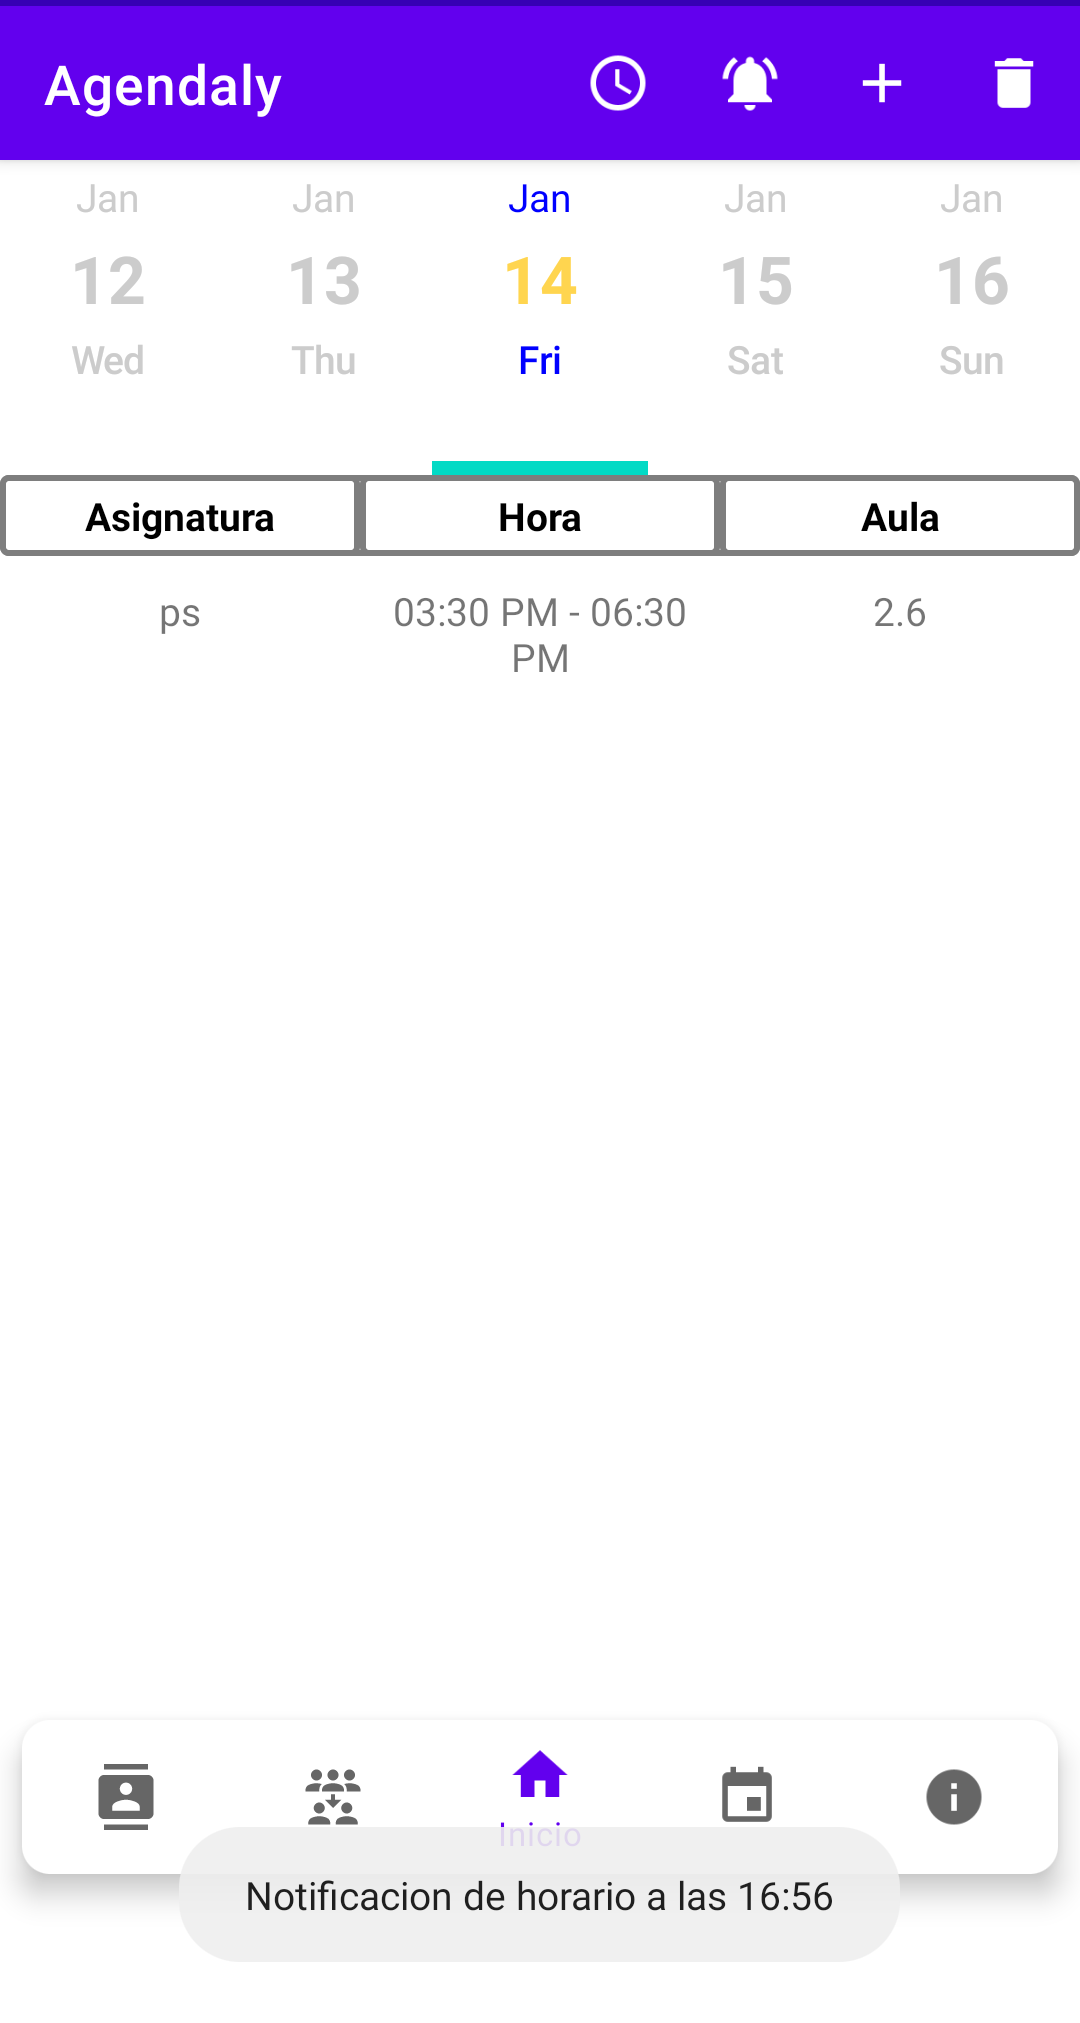 Agendaly
Jan Jan Jan Jan Jan
12 13 14 15 16
Wed Thu Fri Sat Sun
Asignatura Hora Aula
ps 03:30 PM - 06:30 2.6
PM
Inicio
Notificacion de horario a las 16:56